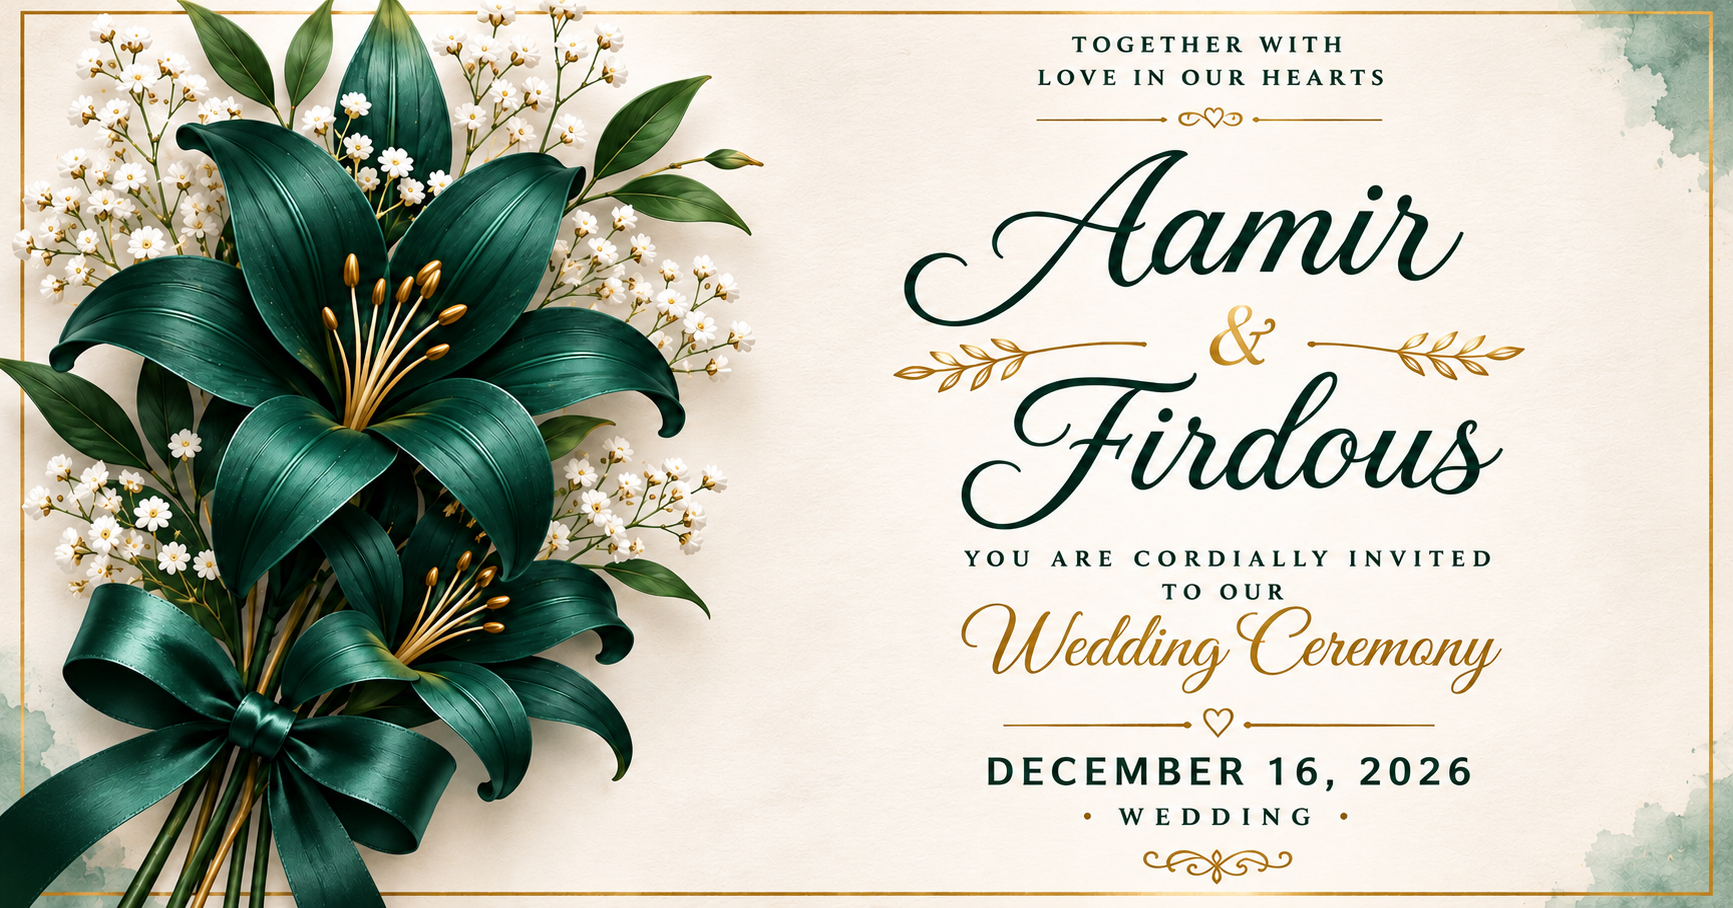 TOGETHER WITH
LOVE IN OUR HEARTS
Aamir
&
Firdous
YOU ARE CORDIALLY INVITED
TO OUR
Wedding Ceremony
DECEMBER 16, 2026
• WEDDING •